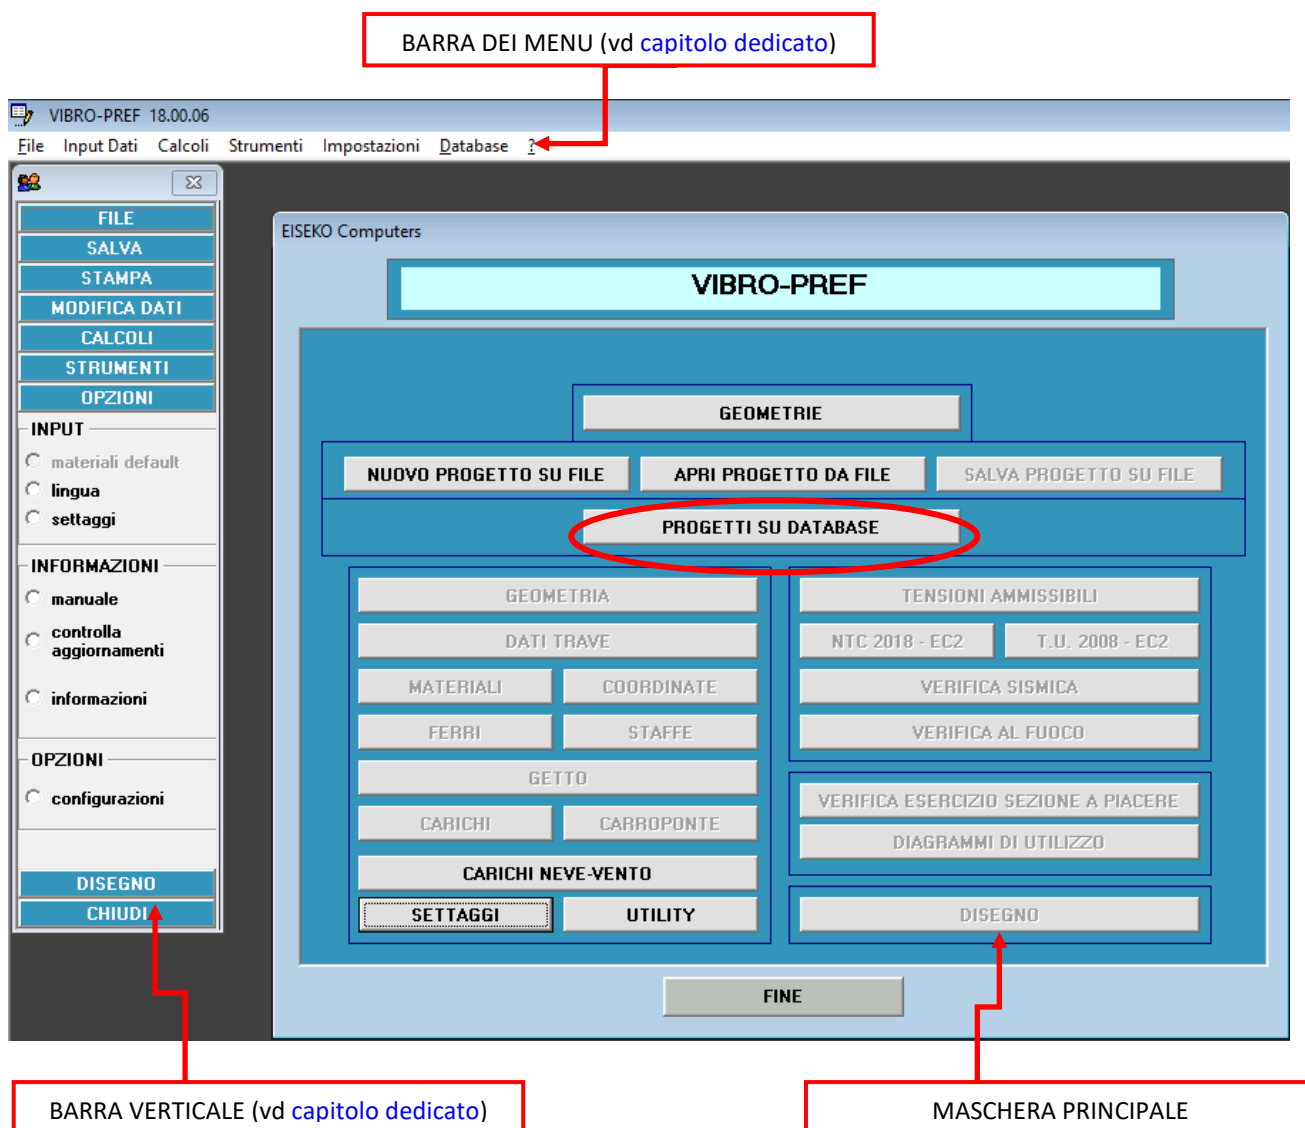 BARRA DEI MENU (vd capitolo dedicato)
VIBRO-PREF 18.00.06
File Input Dati Calcoli Strumenti Impostazioni Database ?
FILE
SALVA
STAMPA
MODIFICA DATI
CALCOLI
STRUMENTI
OPZIONI
INPUT
materiali default
lingua
settaggi
INFORMAZIONI
manuale
controlla
aggiornamenti
informazioni
OPZIONI
configurazioni
DISEGNO
CHIUDI
EISEKO Computers
VIBRO-PREF
GEOMETRIE
NUOVO PROGETTO SU FILE APRI PROGETTO DA FILE SALVA PROGETTO SU FILE
PROGETTI SU DATABASE
GEOMETRIA
DATI TRAVE
MATERIALI COORDINATE
FERRI STAFFE
GETTO
CARICHI CARROPONTE
CARICHI NEVE-VENTO
SETTAGGI UTILITY
TENSIONI AMMISSIBILI
NTC 2018 - EC2 T.U. 2008 - EC2
VERIFICA SISMICA
VERIFICA AL FUOCO
VERIFICA ESERCIZIO SEZIONE A PIACERE
DIAGRAMMI DI UTILIZZO
DISEGNO
FINE
BARRA VERTICALE (vd capitolo dedicato)
MASCHERA PRINCIPALE